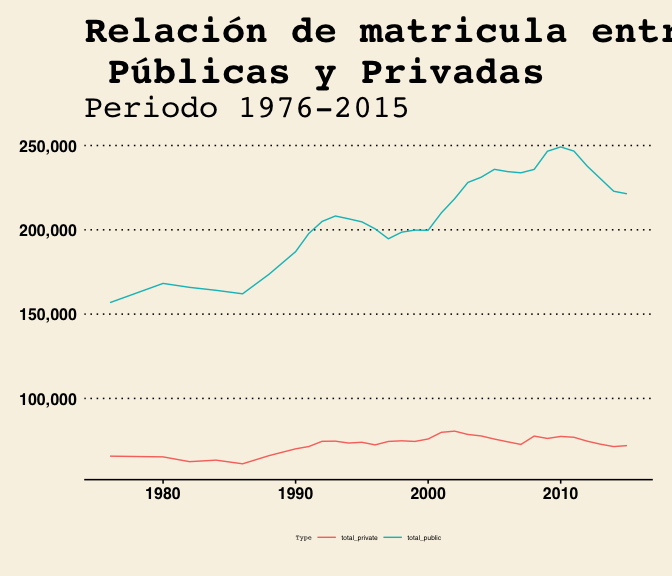 Relación de matricula entr
Públicas y Privadas
Periodo 1976-2015
250,000
200,000
150,000
100,000
1980 1990 2000 2010
Type total_private total_public